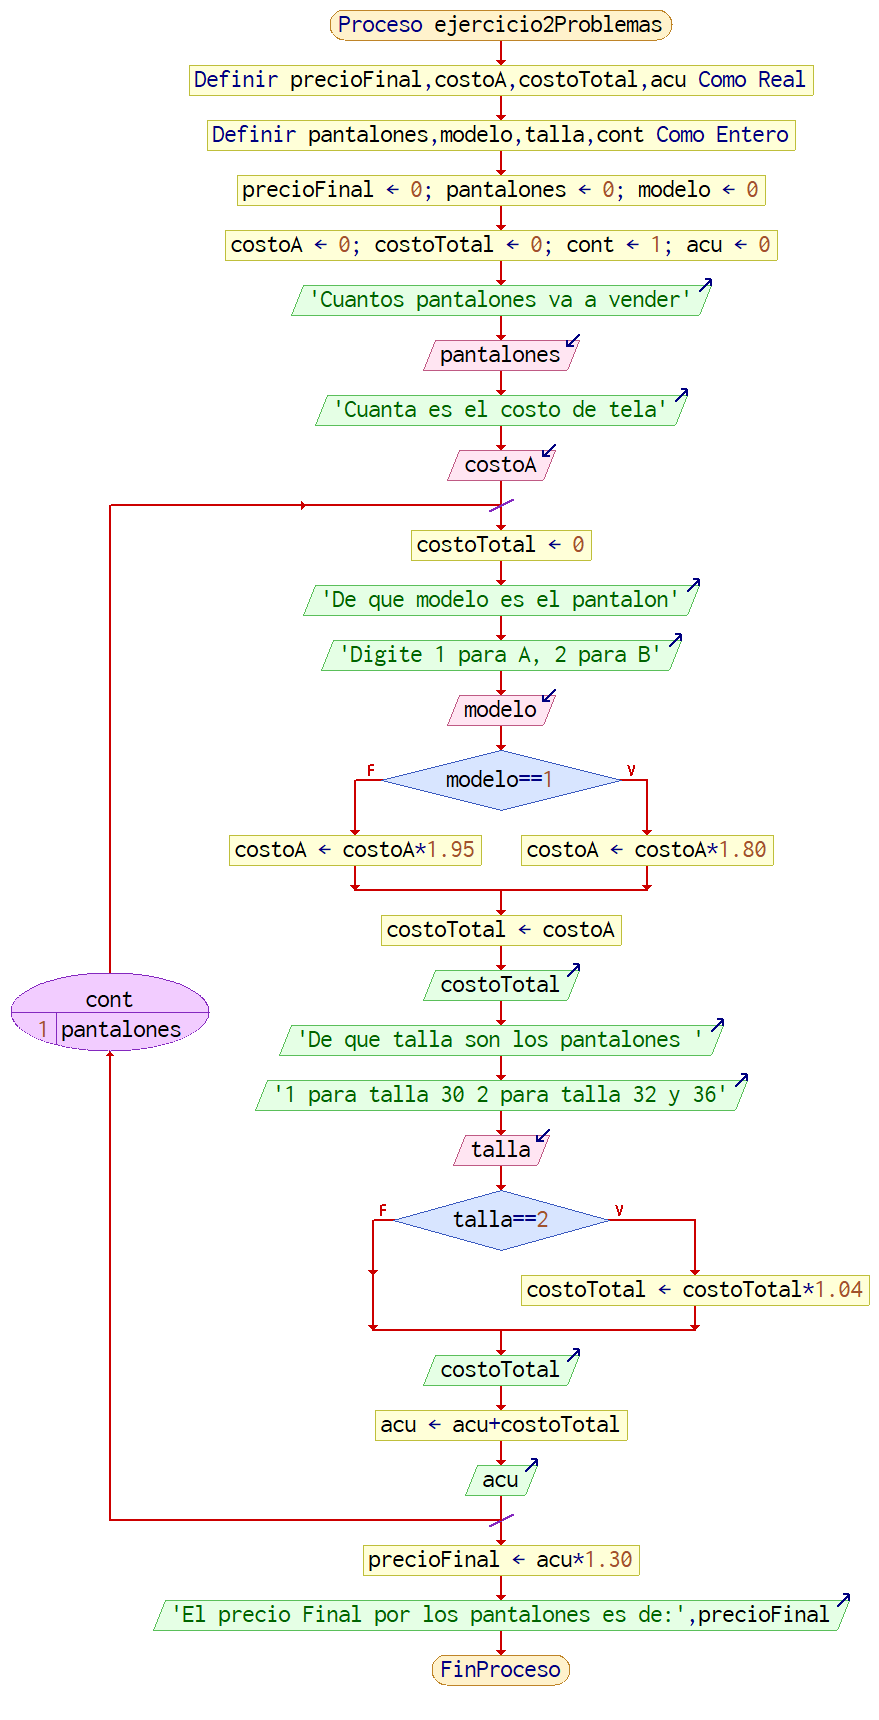 Proceso ejercicio2Problemas
Definir precioFinal,costoA,costoTotal,acu Como Real
Definir pantalones,modelo,talla,cont Como Entero
precioFinal ← 0; pantalones ← 0; modelo ← 0
costoA ← 0; costoTotal ← 0; cont ← 1; acu ← 0
'Cuantos pantalones va a vender'
pantalones
'Cuanta es el costo de tela'
costoA
costoTotal ← 0
'De que modelo es el pantalon'
'Digite 1 para A, 2 para B'
modelo
F
modelo==1
V
costoA ← costoA*1.95
costoA ← costoA*1.80
costoTotal ← costoA
costoTotal
cont
1 pantalones
'De que talla son los pantalones '
'1 para talla 30 2 para talla 32 y 36'
talla
F
talla==2
V
costoTotal ← costoTotal*1.04
costoTotal
acu ← acu+costoTotal
acu
precioFinal ← acu*1.30
'El precio Final por los pantalones es de:',precioFinal
FinProceso